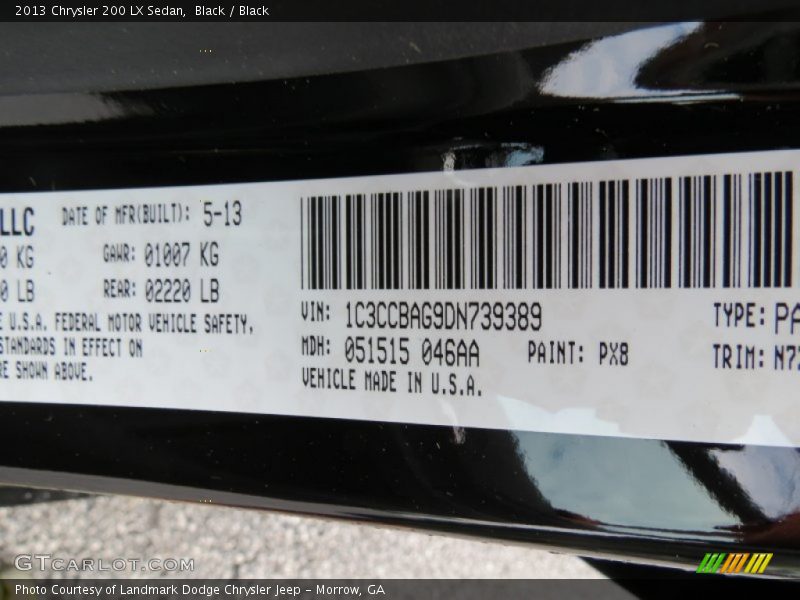 2013 Chrysler 200 LX Sedan, Black / Black
LLC DATE OF MFR(BUILT): 5-13
0 KG GAWR: 01007 KG
0 LB REAR: 02220 LB
E U.S.A. FEDERAL MOTOR VEHICLE SAFETY,
STANDARDS IN EFFECT ON
RE SHOWN ABOVE.
VIN: 1C3CCBAG9DN739389 TYPE: PA
MDH: 051515 046AA PAINT: PX8 TRIM: N7
VEHICLE MADE IN U.S.A.
GTCARLOT.COM
Photo Courtesy of Landmark Dodge Chrysler Jeep - Morrow, GA